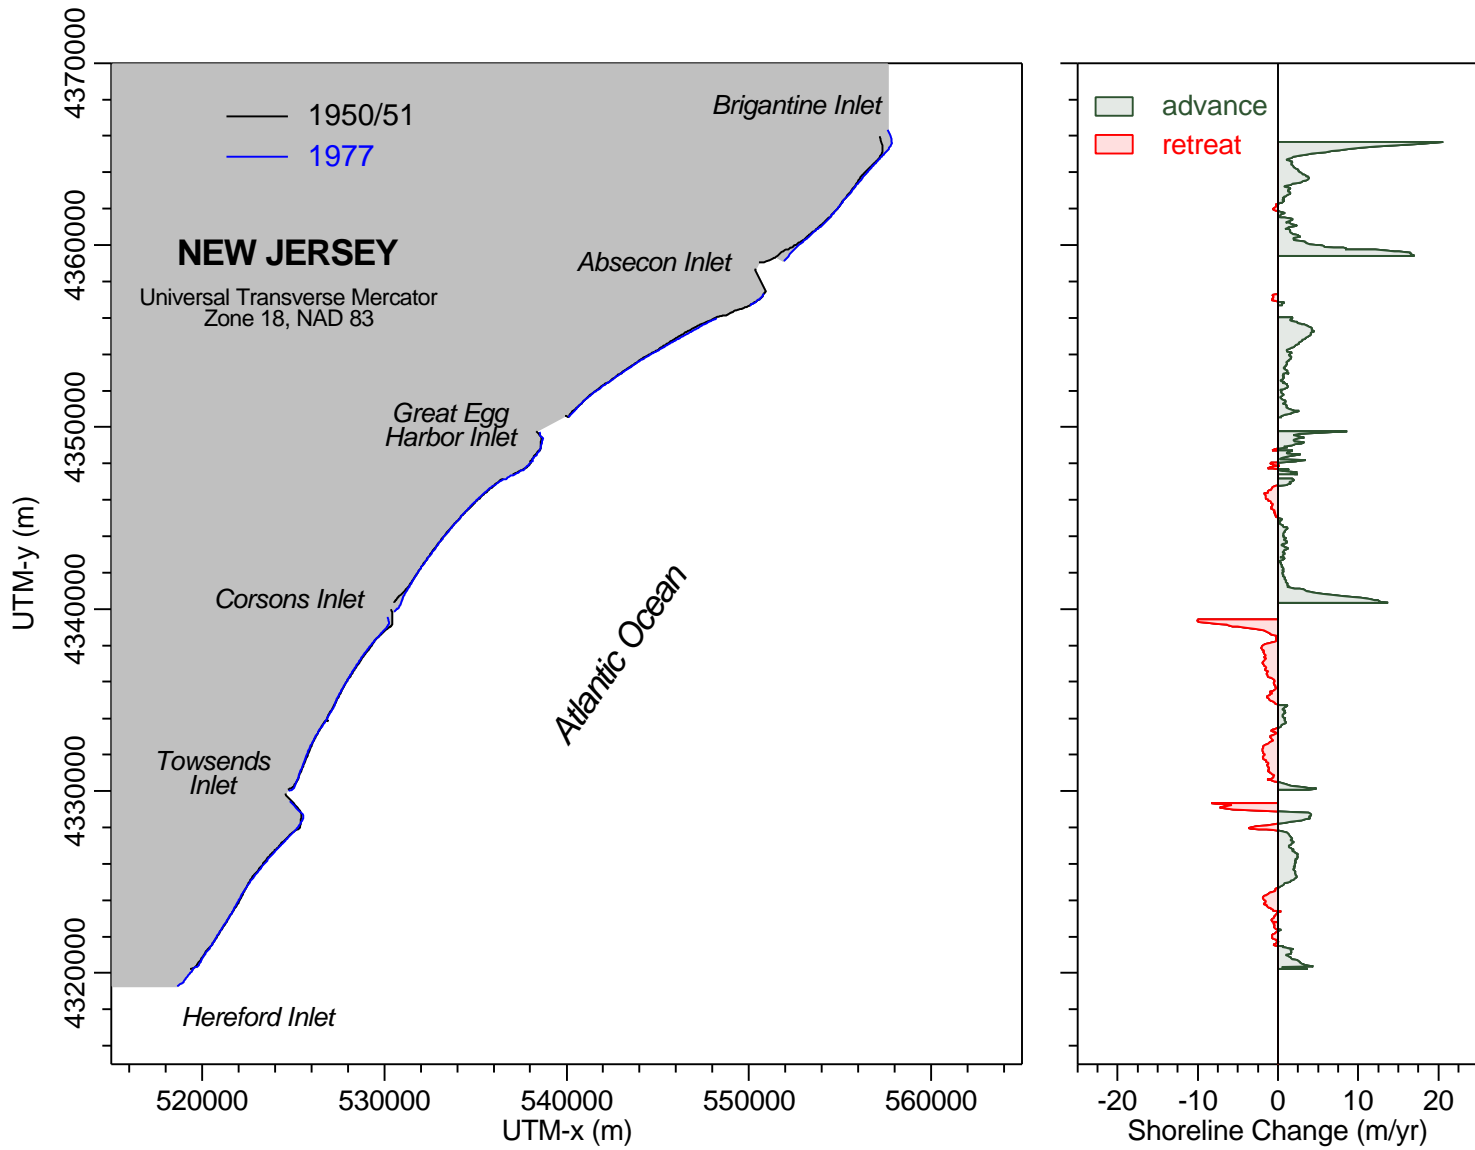 1950/51
1977
NEW JERSEY
Universal Transverse Mercator
Zone 18, NAD 83
Brigantine Inlet
Absecon Inlet
Great Egg
Harbor Inlet
Corsons Inlet
Towsends
Inlet
Hereford Inlet
Atlantic Ocean
UTM-y (m)
4370000
4360000
4350000
4340000
4330000
4320000
520000
530000
540000
550000
560000
UTM-x (m)
advance
retreat
-20
-10
0
10
20
Shoreline Change (m/yr)